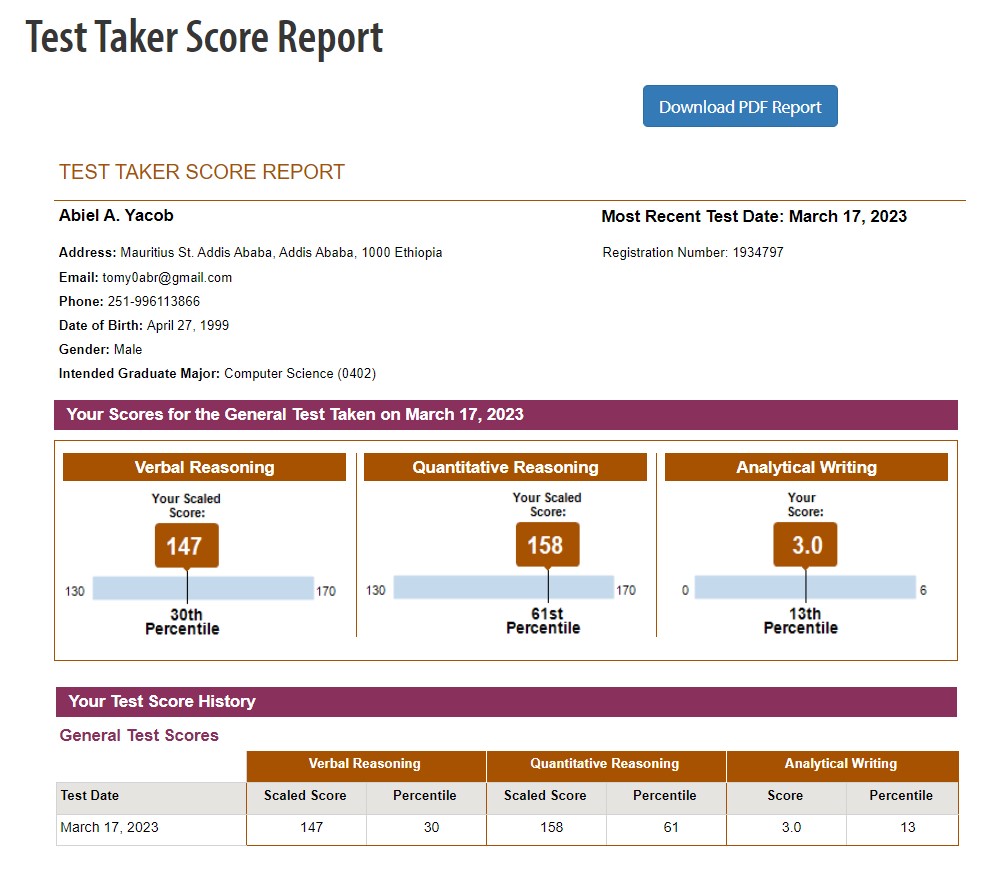 Test Taker Score Report
Download PDF Report
TEST TAKER SCORE REPORT
Abiel A. Yacob
Most Recent Test Date: March 17, 2023
Address: Mauritius St. Addis Ababa, Addis Ababa, 1000 Ethiopia
Registration Number: 1934797
Email: tomy0abr@gmail.com
Phone: 251-996113866
Date of Birth: April 27, 1999
Gender: Male
Intended Graduate Major: Computer Science (0402)
Your Scores for the General Test Taken on March 17, 2023
Verbal Reasoning
Your Scaled
Score:
147
130
170
30th
Percentile
Quantitative Reasoning
Your Scaled
Score:
158
130
170
61st
Percentile
Analytical Writing
Your
Score:
3.0
0
6
13th
Percentile
Your Test Score History
General Test Scores
Verbal Reasoning Quantitative Reasoning Analytical Writing
Test Date Scaled Score Percentile Scaled Score Percentile Score Percentile
March 17, 2023 147 30 158 61 3.0 13